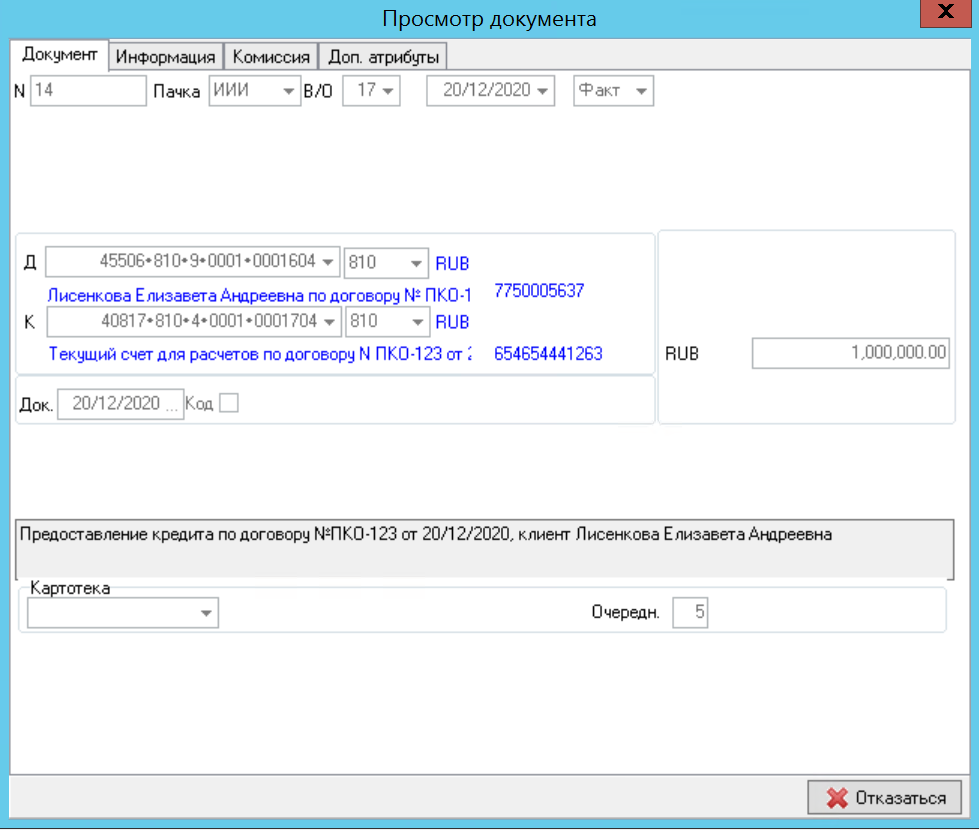 Просмотр документа
Документ Информация Комиссия Доп. атрибуты
N 14 Пачка ИИИ В/О 17 20/12/2020 Факт
Д 45506*810*9*0001*0001604 810 RUB
Лисенкова Елизавета Андреевна по договору № ПКО-1 7750005637
К 40817*810*4*0001*0001704 810 RUB
Текущий счет для расчетов по договору N ПКО-123 от 2 654654441263
RUB 1,000,000.00
Док. 20/12/2020 ... Код
Предоставление кредита по договору №ПКО-123 от 20/12/2020, клиент Лисенкова Елизавета Андреевна
Картотека
Очередн. 5
Отказаться